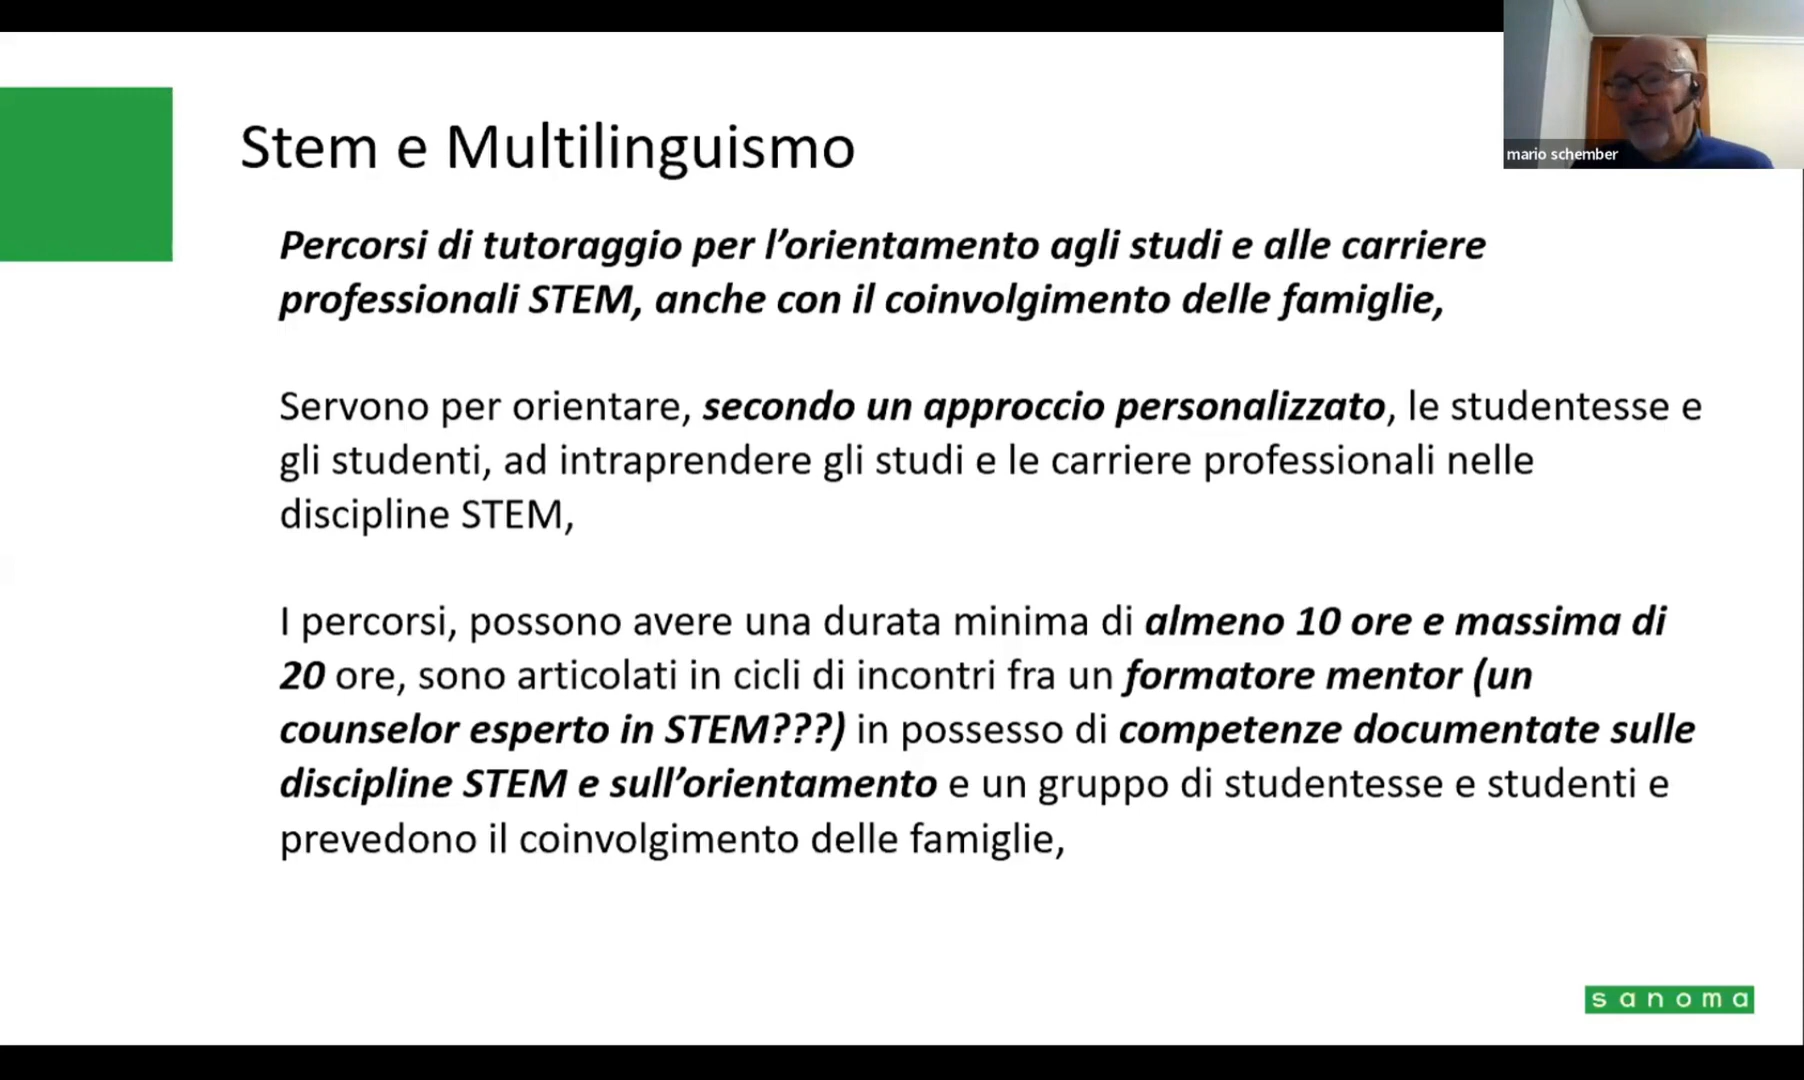 mario schember
Stem e Multilinguismo
Percorsi di tutoraggio per l’orientamento agli studi e alle carriere
professionali STEM, anche con il coinvolgimento delle famiglie,
Servono per orientare, secondo un approccio personalizzato, le studentesse e
gli studenti, ad intraprendere gli studi e le carriere professionali nelle
discipline STEM,
I percorsi, possono avere una durata minima di almeno 10 ore e massima di
20 ore, sono articolati in cicli di incontri fra un formatore mentor (un
counselor esperto in STEM???) in possesso di competenze documentate sulle
discipline STEM e sull’orientamento e un gruppo di studentesse e studenti e
prevedono il coinvolgimento delle famiglie,
sanoma